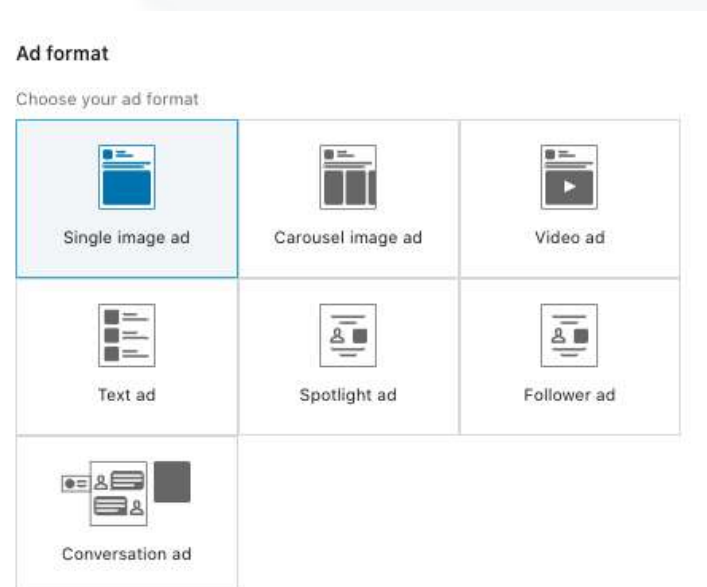 Ad format
Choose your ad format
Single image ad
Carousel image ad
Video ad
Text ad
Spotlight ad
Follower ad
Conversation ad